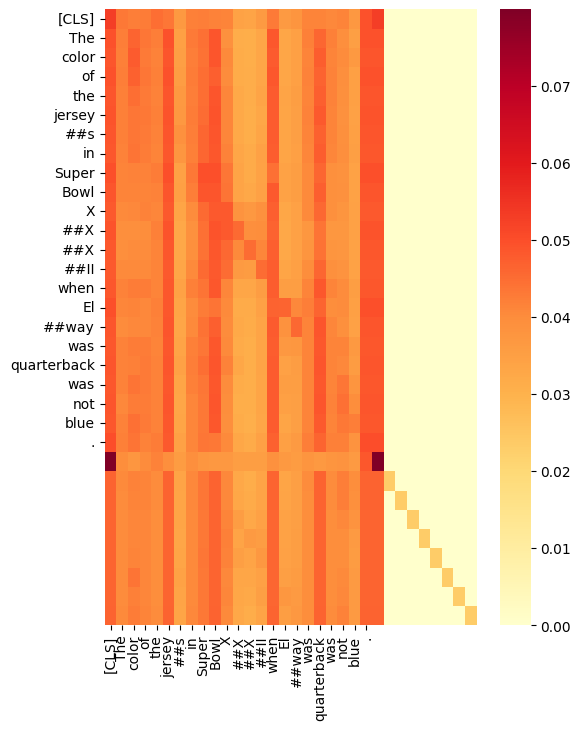 [CLS]
The
color
of
the
jersey
##s
in
Super
Bowl
X
##X
##X
##II
when
El
##way
was
quarterback
was
not
blue
.
[CLS]
The
color
of
the
jersey
##s
in
Super
Bowl
X
##X
##X
##II
when
El
##way
was
quarterback
was
not
blue
.
0.07
0.06
0.05
0.04
0.03
0.02
0.01
0.00